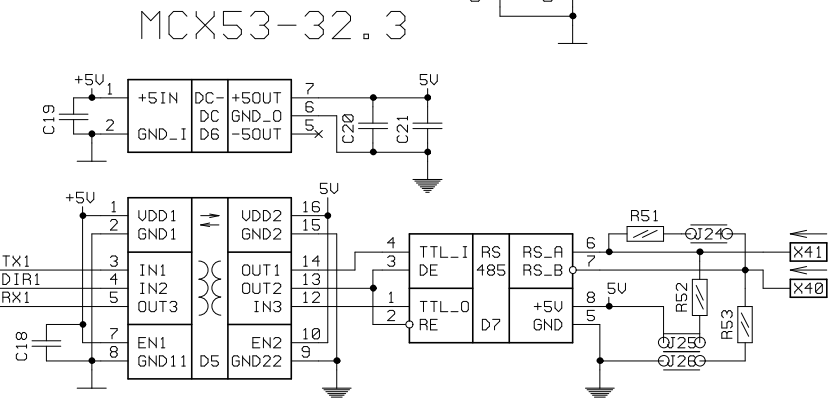 MCX53-32.3
+5V
5V
1 +5IN DC- +5OUT 7
C19 DC GND_O 6 C20 C21
2 GND_I D6 -5OUT 5
+5V
5V
1 VDD1 VDD2 16
2 GND1 GND2 15
TX1 3 IN1 OUT1 14
DIR1 4 IN2 OUT2 13
RX1 5 OUT3 IN3 12
C18 7 EN1 EN2 10
8 GND11 D5 GND22 9
R51 J24
4 TTL_I RS RS_A 6 X41
3 DE 485 RS_B 7 X40
1 TTL_O +5V 8 5V R52 R53
2 RE D7 GND 5
J25
J26